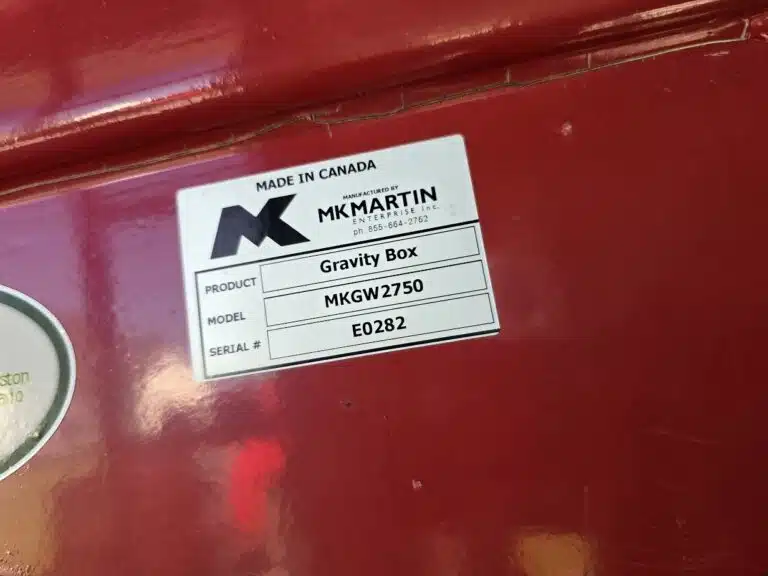 MADE IN CANADA
MK
MANUFACTURED BY
MKMARTIN
ENTERPRISE Inc.
ph. 855-664-2762
PRODUCT Gravity Box
MODEL MKGW2750
SERIAL # E0282